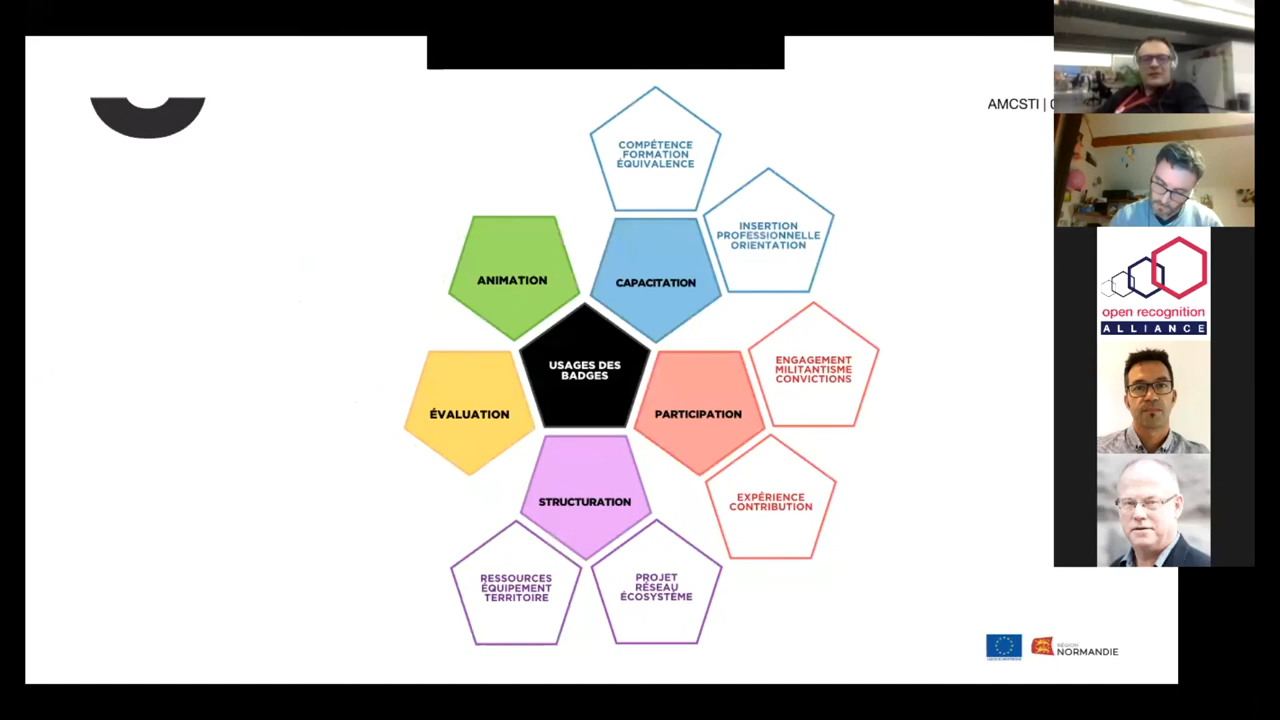 AMCSTI |
COMPÉTENCE
FORMATION
ÉQUIVALENCE
INSERTION
PROFESSIONNELLE
ORIENTATION
ANIMATION
CAPACITATION
USAGES DES
BADGES
ENGAGEMENT
MILITANTISME
CONVICTIONS
ÉVALUATION
PARTICIPATION
STRUCTURATION
EXPÉRIENCE
CONTRIBUTION
RESSOURCES
ÉQUIPEMENT
TERRITOIRE
PROJET
RÉSEAU
ÉCOSYSTÈME
open recognition
ALLIANCE
RÉGION
NORMANDIE